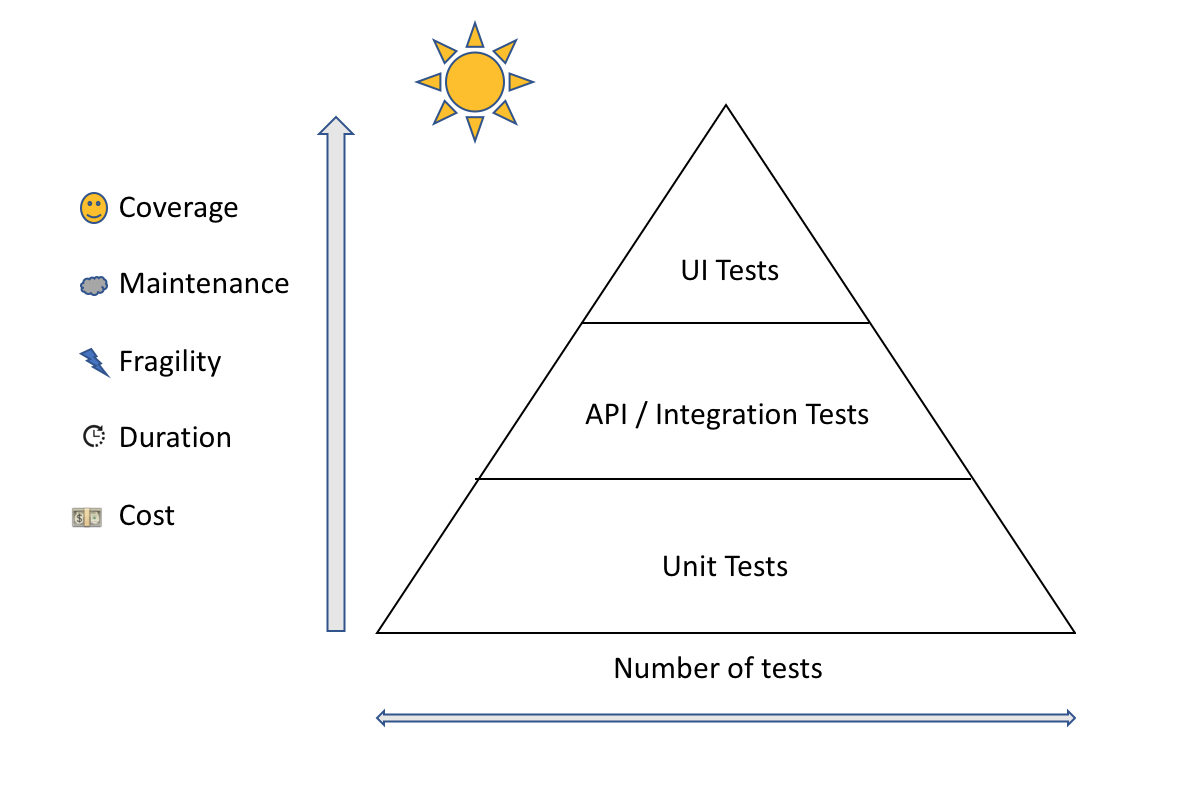 Coverage
Maintenance
Fragility
Duration
Cost
UI Tests
API / Integration Tests
Unit Tests
Number of tests